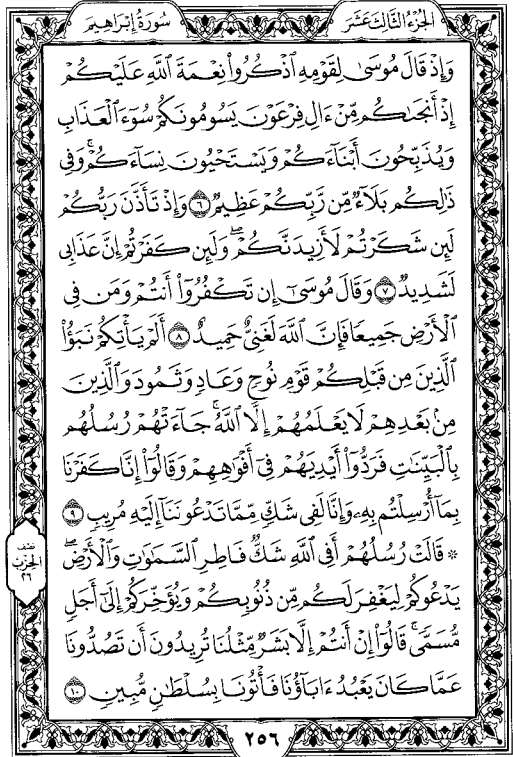 الجزء الثالث عشر
سورة إبراهيم
وَإِذْ قَالَ مُوسَىٰ لِقَوْمِهِ ٱذْكُرُوا۟ نِعْمَةَ ٱللَّهِ عَلَيْكُمْ
إِذْ أَنجَىٰكُم مِّنْ ءَالِ فِرْعَوْنَ يَسُومُونَكُمْ سُوٓءَ ٱلْعَذَابِ
وَيُذَبِّحُونَ أَبْنَآءَكُمْ وَيَسْتَحْيُونَ نِسَآءَكُمْ ۚ وَفِى
ذَٰلِكُم بَلَآءٌ مِّن رَّبِّكُمْ عَظِيمٌ ٦ وَإِذْ تَأَذَّنَ رَبُّكُمْ
لَئِن شَكَرْتُمْ لَأَزِيدَنَّكُمْ ۖ وَلَئِن كَفَرْتُمْ إِنَّ عَذَابِى
لَشَدِيدٌ ٧ وَقَالَ مُوسَىٰٓ إِن تَكْفُرُوٓا۟ أَنتُمْ وَمَن فِى
ٱلْأَرْضِ جَمِيعًا فَإِنَّ ٱللَّهَ لَغَنِىٌّ حَمِيدٌ ٨ أَلَمْ يَأْتِكُمْ نَبَؤُا۟
ٱلَّذِينَ مِن قَبْلِكُمْ قَوْمِ نُوحٍ وَعَادٍ وَثَمُودَ وَٱلَّذِينَ
مِنۢ بَعْدِهِمْ لَا يَعْلَمُهُمْ إِلَّا ٱللَّهُ ۚ جَآءَتْهُمْ رُسُلُهُم
بِٱلْبَيِّنَٰتِ فَرَدُّوٓا۟ أَيْدِيَهُمْ فِىٓ أَفْوَٰهِهِمْ وَقَالُوٓا۟ إِنَّا كَفَرْنَا
بِمَآ أُرْسِلْتُم بِهِۦ وَإِنَّا لَفِى شَكٍّ مِّمَّا تَدْعُونَنَآ إِلَيْهِ مُرِيبٍ ٩
۞ قَالَتْ رُسُلُهُمْ أَفِى ٱللَّهِ شَكٌّ فَاطِرِ ٱلسَّمَٰوَٰتِ وَٱلْأَرْضِ ۖ
يَدْعُوكُمْ لِيَغْفِرَ لَكُم مِّن ذُنُوبِكُمْ وَيُؤَخِّرَكُمْ إِلَىٰٓ أَجَلٍ
مُّسَمًّى ۚ قَالُوٓا۟ إِنْ أَنتُمْ إِلَّا بَشَرٌ مِّثْلُنَا تُرِيدُونَ أَن تَصُدُّونَا
عَمَّا كَانَ يَعْبُدُ ءَابَآؤُنَا فَأْتُونَا بِسُلْطَٰنٍ مُّبِينٍ ١٠
نصف
الحزب
٢٦
٢٥٦